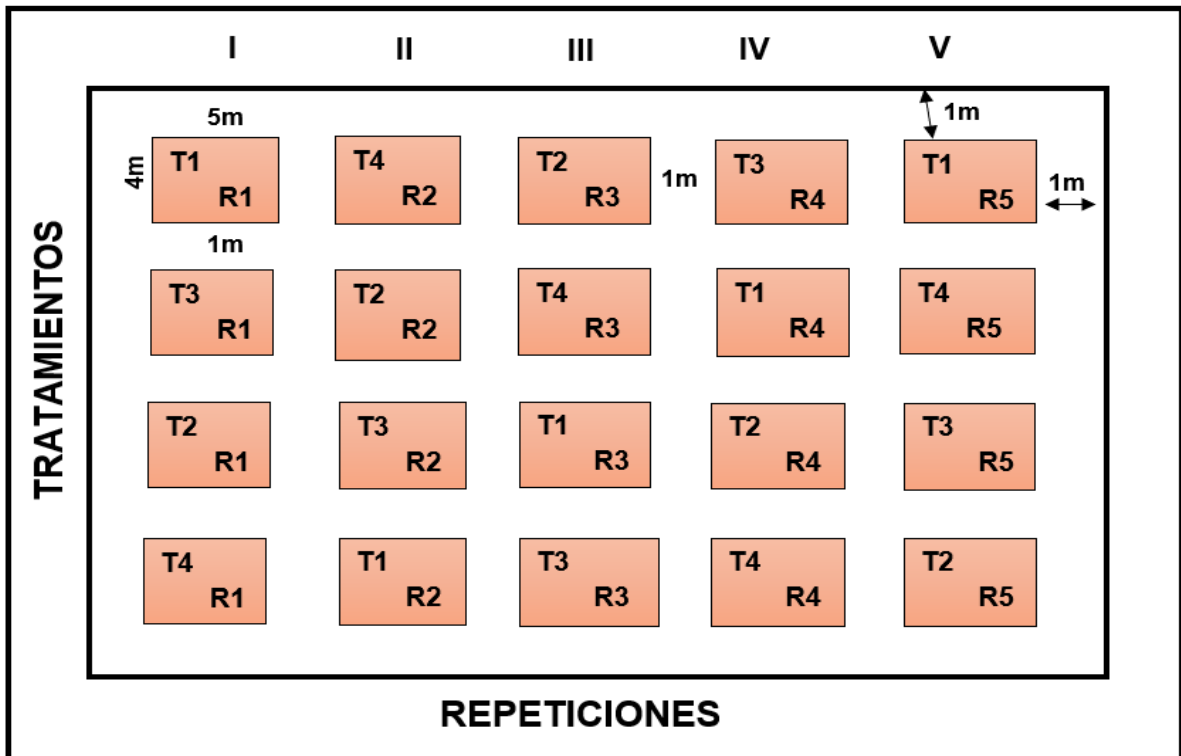 I II III IV V
1m
5m
4m
T1 T4 T2 T3 T1
R1 R2 R3 1m R4 R5 1m
1m
T3 T2 T4 T1 T4
R1 R2 R3 R4 R5
T2 T3 T1 T2 T3
R1 R2 R3 R4 R5
T4 T1 T3 T4 T2
R1 R2 R3 R4 R5
TRATAMIENTOS
REPETICIONES